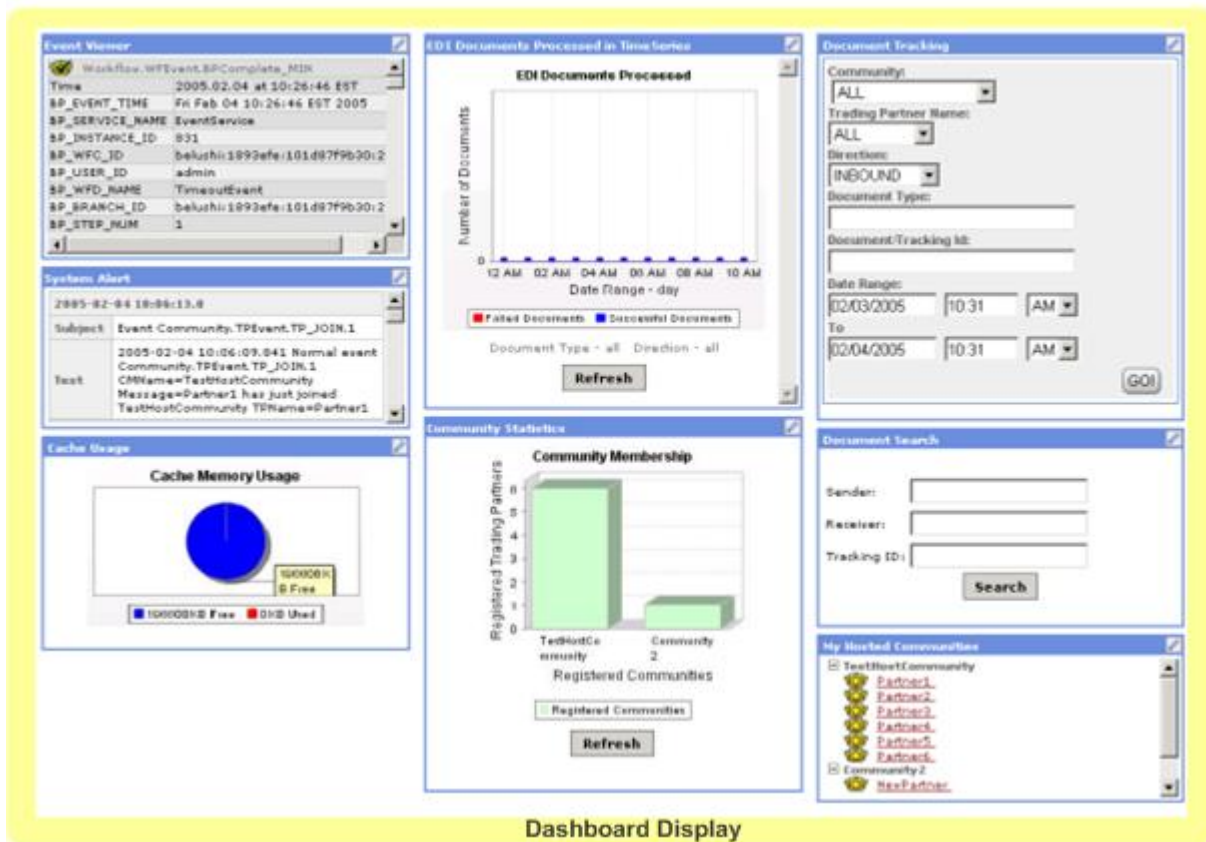 Event Viewer
Workflow.WFEvent.BPComplete_MIN
Time 2005.02.04 at 10:26:46 EST
BP_EVENT_TIME Fri Feb 04 10:26:46 EST 2005
BP_SERVICE_NAME EventService
BP_INSTANCE_ID 831
BP_WFC_ID belushi:1893efe:101d87f9b30:2
BP_USER_ID admin
BP_WFD_NAME TimeoutEvent
BP_BRANCH_ID belushi:1893efe:101d87f9b30:2
BP_STEP_NUM 1
System Alert
2005-02-04 10:06:13.0
Subject Event Community.TPEvent.TP_JOIN.1
Text
2005-02-04 10:06:09.841 Normal event
Community.TPEvent.TP_JOIN.1
CMName=TestHostCommunity
Message=Partner1 has just joined
TestHostCommunity TPName=Partner1
Cache Usage
Cache Memory Usage
B Free
Free 0KB Used
EDI Documents Processed in TimeSeries
EDI Documents Processed
Number of Documents
0
12 AM 02 AM 04 AM 06 AM 08 AM 10 AM
Date Range - day
Failed Documents Successful Documents
Document Type - all Direction - all
Refresh
Community Statistics
Community Membership
Registered Trading Partners
6
5
4
3
2
1
0
TestHostCo
mmunity
Community
2
Registered Communities
Registered Communities
Refresh
Document Tracking
Community:
ALL
Trading Partner Name:
ALL
Direction:
INBOUND
Document Type:
Document/Tracking Id:
Date Range:
02/03/2005 10:31 AM
To
02/04/2005 10:31 AM
GO!
Document Search
Sender:
Receiver:
Tracking ID:
Search
My Hosted Communities
TestHostCommunity
Partner1
Partner2
Partner3
Partner4
Partner5
Partner6
Community2
NewPartner
Dashboard Display